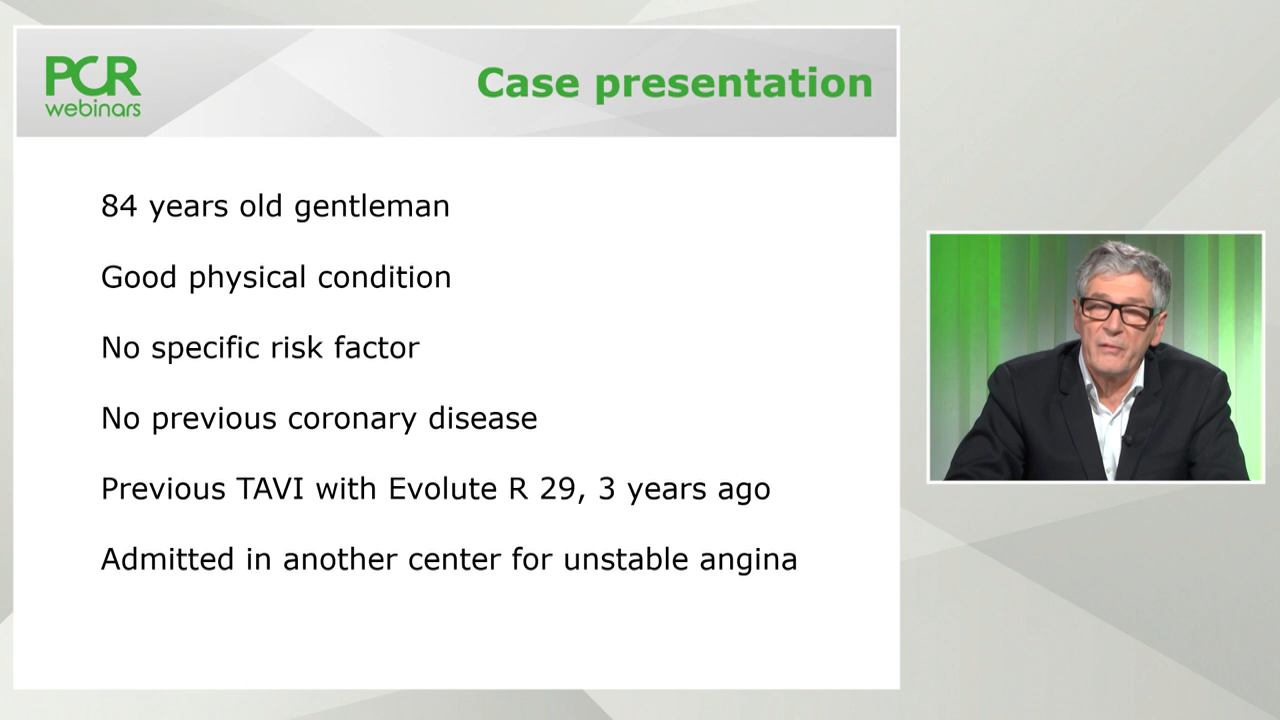 PCR
webinars
Case presentation
84 years old gentleman
Good physical condition
No specific risk factor
No previous coronary disease
Previous TAVI with Evolute R 29, 3 years ago
Admitted in another center for unstable angina